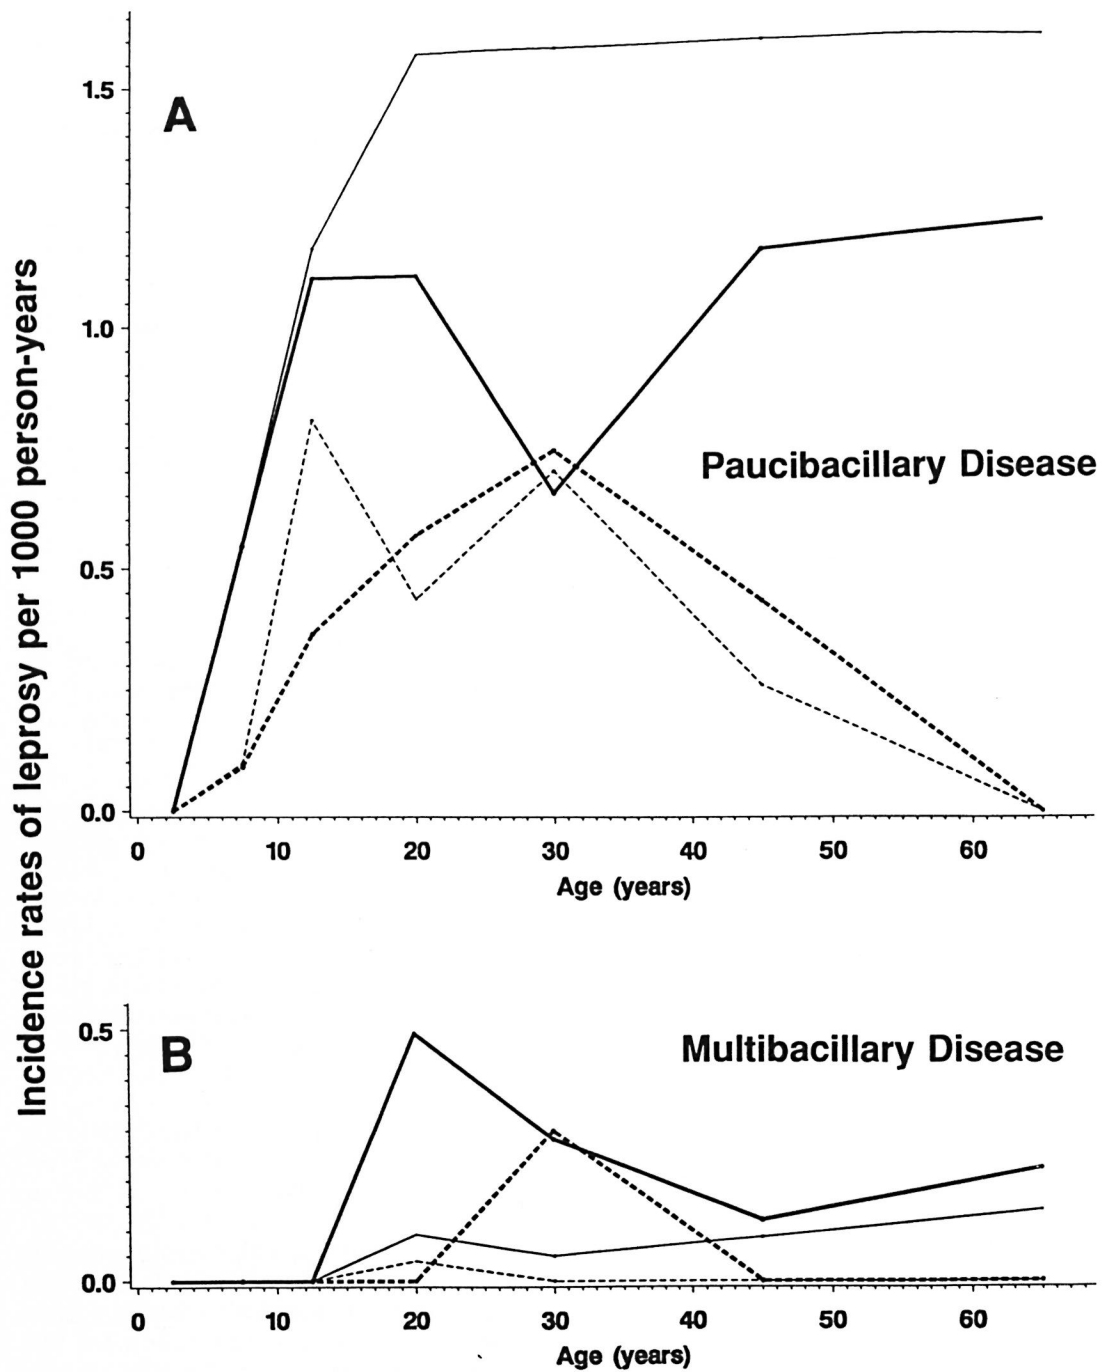 Incidence rates of leprosy per 1000 person-years
A
1.5
1.0
0.5
0.0
Paucibacillary Disease
0 10 20 30 40 50 60
Age (years)
B
0.5
0.0
Multibacillary Disease
0 10 20 30 40 50 60
Age (years)